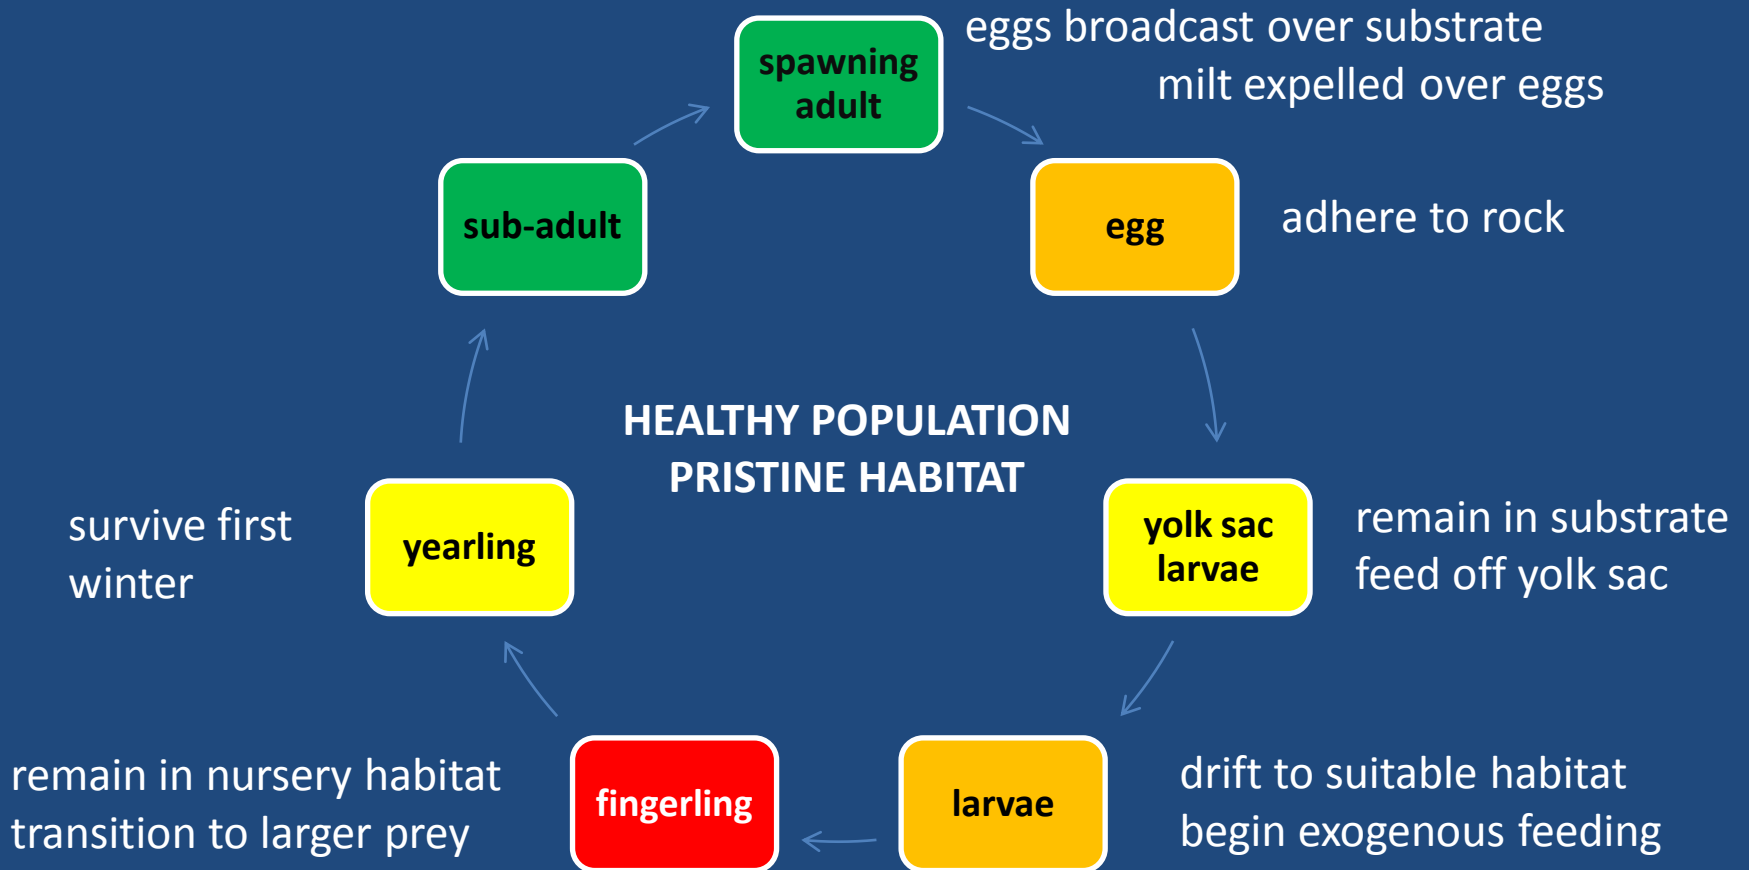 eggs broadcast over substrate
milt expelled over eggs
spawning
adult
egg
adhere to rock
yolk sac
larvae
remain in substrate
feed off yolk sac
larvae
drift to suitable habitat
begin exogenous feeding
fingerling
remain in nursery habitat
transition to larger prey
yearling
survive first
winter
sub-adult
HEALTHY POPULATION
PRISTINE HABITAT